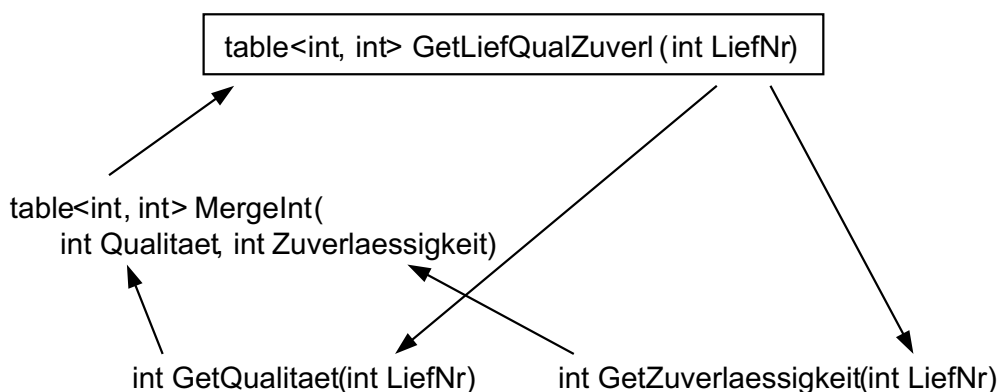 table<int, int> GetLiefQualZuverl (int LiefNr)
table<int, int> MergeInt(
int Qualitaet, int Zuverlaessigkeit)
int GetQualitaet(int LiefNr)
int GetZuverlaessigkeit(int LiefNr)